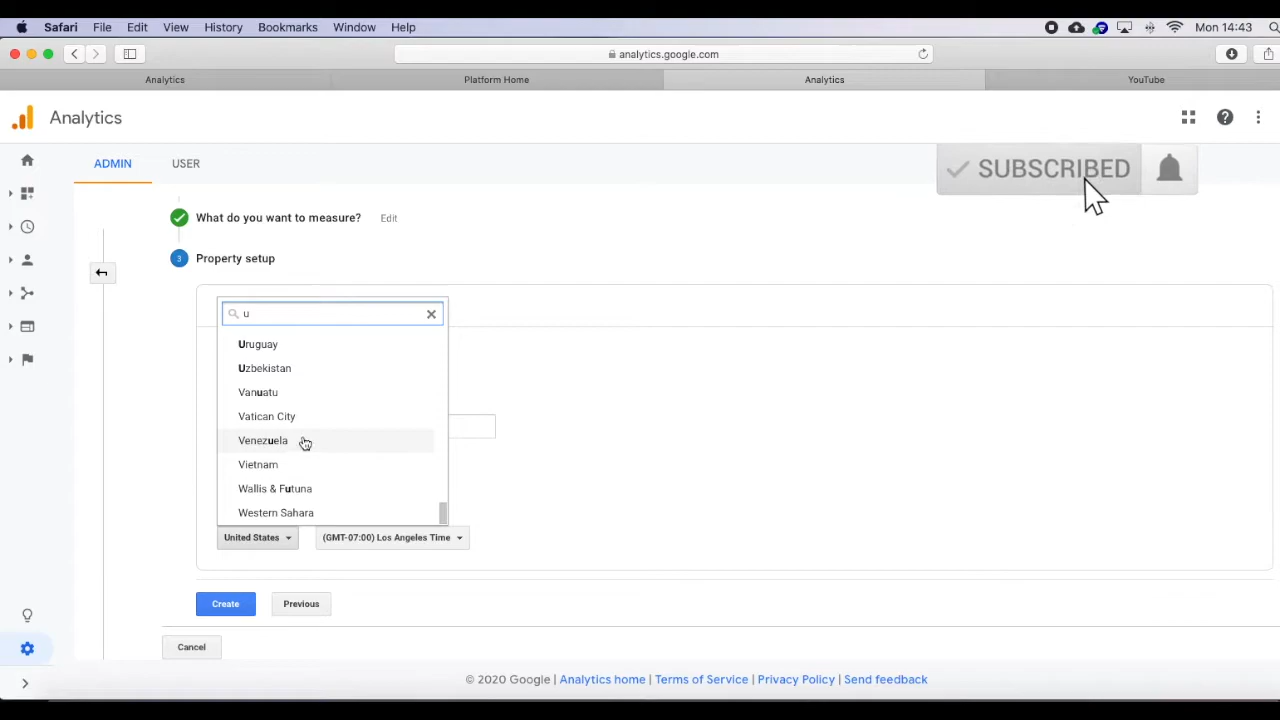 Safari File Edit View History Bookmarks Window Help Mon 14:43
analytics.google.com
Analytics Platform Home Analytics YouTube
Analytics
ADMIN USER
SUBSCRIBED
What do you want to measure? Edit
3 Property setup
u
Uruguay
Uzbekistan
Vanuatu
Vatican City
Venezuela
Vietnam
Wallis & Futuna
Western Sahara
United States (GMT-07:00) Los Angeles Time
Create Previous
Cancel
© 2020 Google | Analytics home | Terms of Service | Privacy Policy | Send feedback